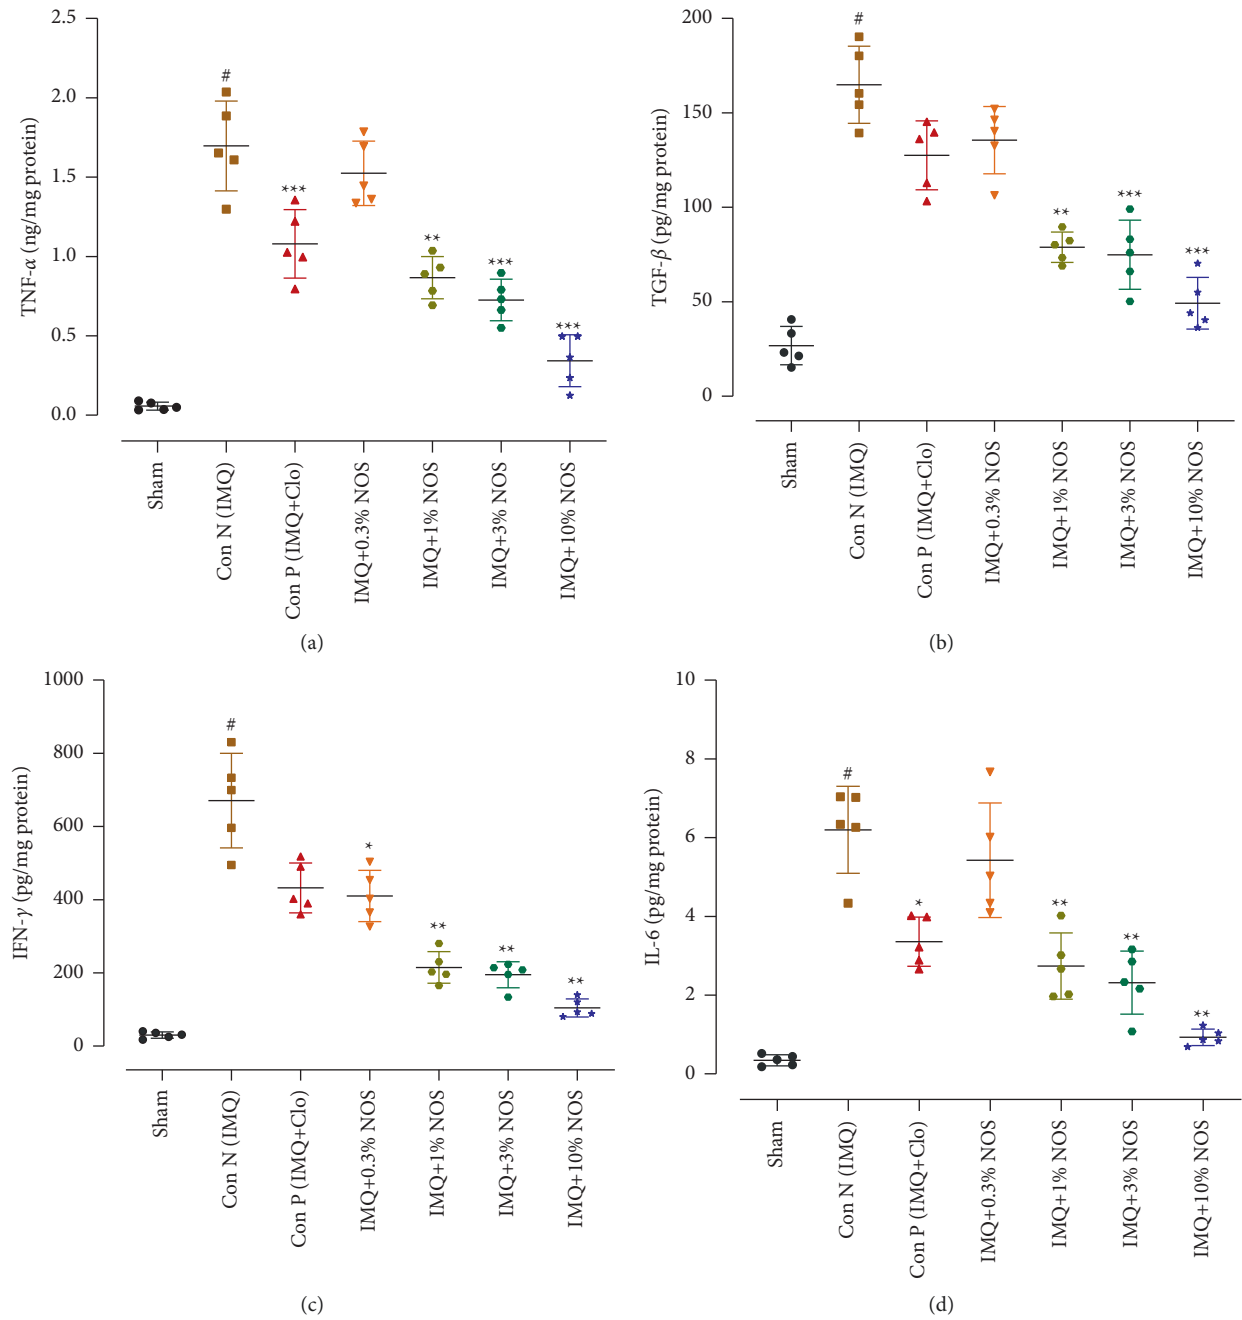 TNF-α (ng/mg protein)
2.5
2.0
1.5
1.0
0.5
0.0
#
***
**
***
***
Sham
Con N (IMQ)
Con P (IMQ+Clo)
IMQ+0.3% NOS
IMQ+1% NOS
IMQ+3% NOS
IMQ+10% NOS
(a)
TGF-β (pg/mg protein)
200
150
100
50
0
#
**
***
***
Sham
Con N (IMQ)
Con P (IMQ+Clo)
IMQ+0.3% NOS
IMQ+1% NOS
IMQ+3% NOS
IMQ+10% NOS
(b)
IFN-γ (pg/mg protein)
1000
800
600
400
200
0
#
*
**
**
**
Sham
Con N (IMQ)
Con P (IMQ+Clo)
IMQ+0.3% NOS
IMQ+1% NOS
IMQ+3% NOS
IMQ+10% NOS
(c)
IL-6 (pg/mg protein)
10
8
6
4
2
0
#
*
**
**
**
Sham
Con N (IMQ)
Con P (IMQ+Clo)
IMQ+0.3% NOS
IMQ+1% NOS
IMQ+3% NOS
IMQ+10% NOS
(d)